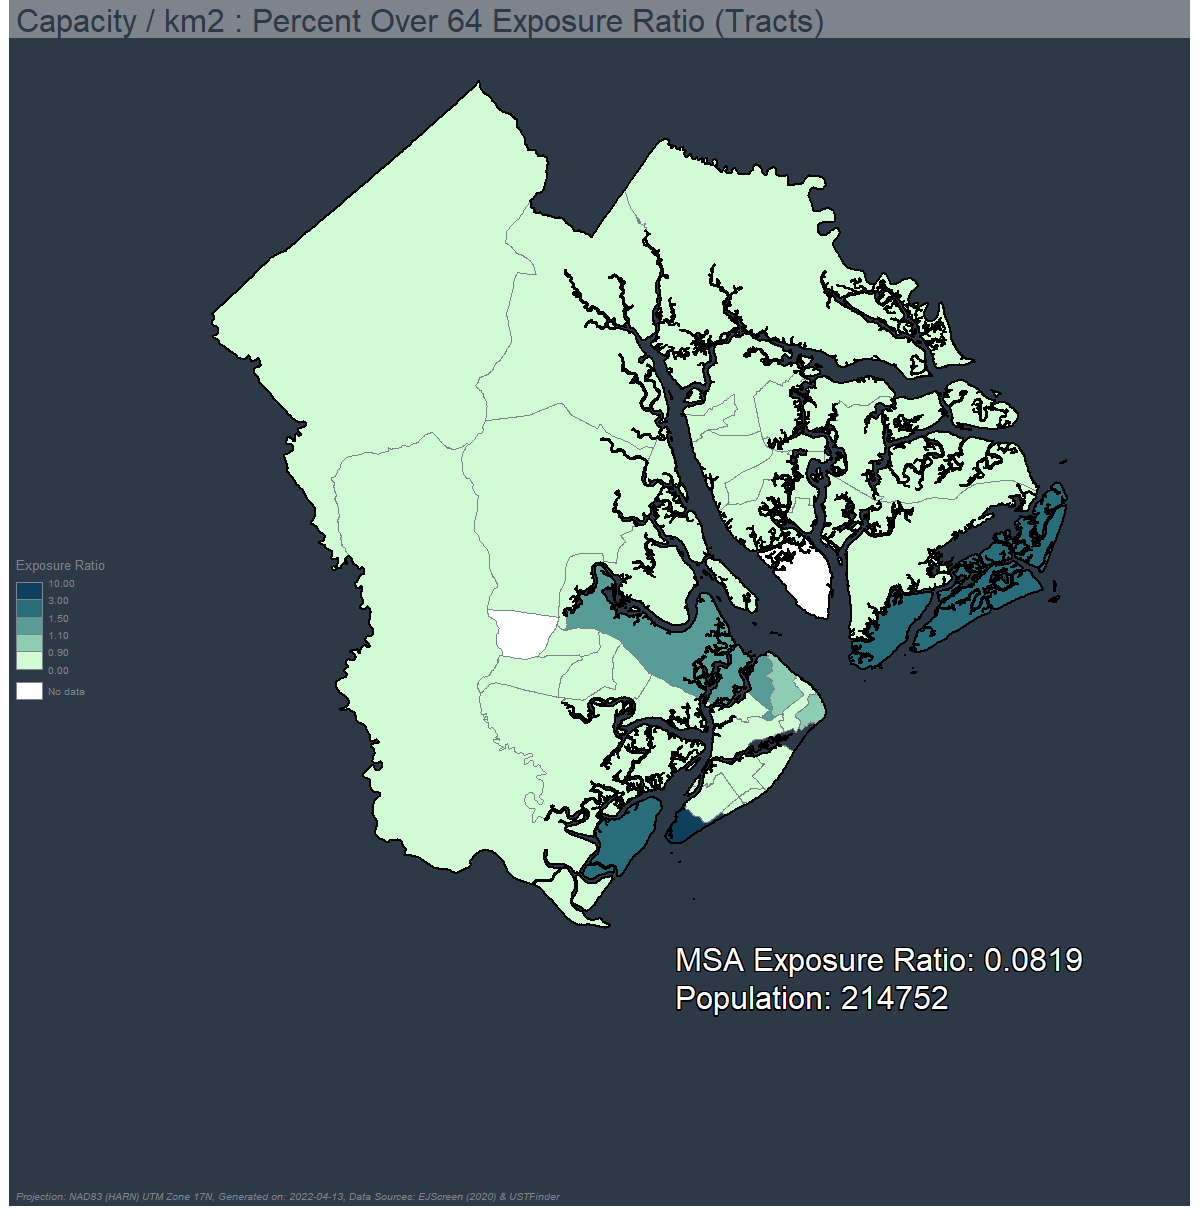 Capacity / km2 : Percent Over 64 Exposure Ratio (Tracts)
Exposure Ratio
10.00
3.00
1.50
1.10
0.90
0.00
No data
MSA Exposure Ratio: 0.0819
Population: 214752
Projection: NAD83 (HARN) UTM Zone 17N, Generated on: 2022-04-13, Data Sources: EJScreen (2020) & USTFinder